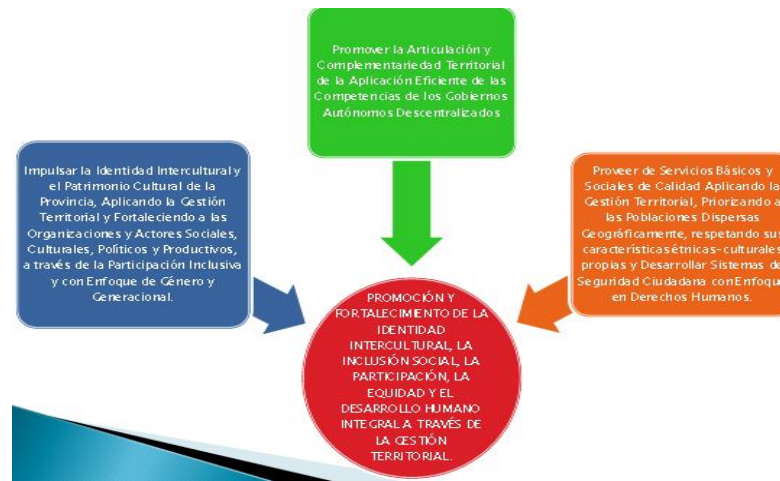 Promover la Articulación y
Complementariedad Territorial
de la Aplicación Eficiente de las
Competencias de los Gobiernos
Autónomos Descentralizados
Impulsar la Identidad Intercultural y
el Patrimonio Cultural de la
Provincia, Aplicando la Gestión
Territorial y Fortaleciendo a las
Organizaciones y Actores Sociales,
Culturales, Políticos y Productivos,
a través de la Participación Inclusiva
y con Enfoque de Género y
Generacional.
Proveer de Servicios Básicos y
Sociales de Calidad Aplicando la
Gestión Territorial, Priorizando a
las Poblaciones Dispersas
Geográficamente, respetando sus
características étnicas-culturales
propias y Desarrollar Sistemas de
Seguridad Ciudadana con Enfoque
en Derechos Humanos.
PROMOCIÓN Y
FORTALECIMIENTO DE LA
IDENTIDAD
INTERCULTURAL, LA
INCLUSIÓN SOCIAL, LA
PARTICIPACIÓN, LA
EQUIDAD Y EL
DESARROLLO HUMANO
INTEGRAL A TRAVÉS DE
LA GESTIÓN
TERRITORIAL.